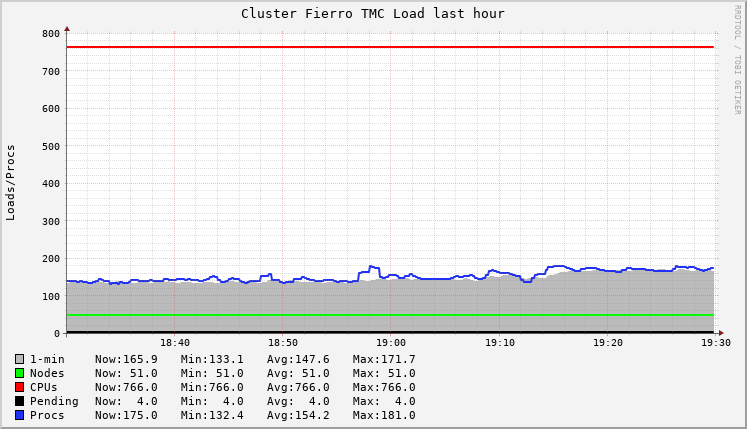 Cluster Fierro TMC Load last hour
RRDTOOL / TOBI OETIKER
Loads/Procs
800
700
600
500
400
300
200
100
0
18:40 18:50 19:00 19:10 19:20 19:30
1-min Now:165.9 Min:133.1 Avg:147.6 Max:171.7
Nodes Now: 51.0 Min: 51.0 Avg: 51.0 Max: 51.0
CPUs Now:766.0 Min:766.0 Avg:766.0 Max:766.0
Pending Now: 4.0 Min: 4.0 Avg: 4.0 Max: 4.0
Procs Now:175.0 Min:132.4 Avg:154.2 Max:181.0